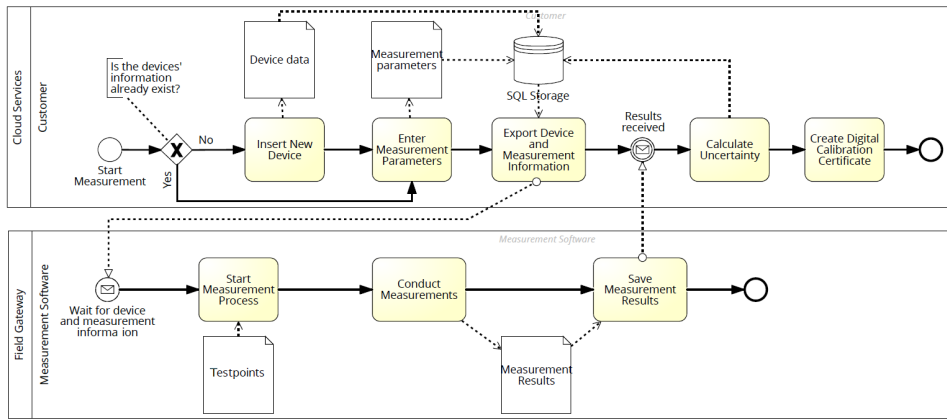 Customer
Cloud Services
Customer
Is the devices'
information
already exist?
Device data
Measurement
parameters
SQL Storage
Results
received
Start
Measurement
X
No
Yes
Insert New
Device
Enter
Measurement
Parameters
Export Device
and
Measurement
Information
Calculate
Uncertainty
Create Digital
Calibration
Certificate
Measurement Software
Field Gateway
Measurement Software
Wait for device
and measurement
informa ion
Start
Measurement
Process
Conduct
Measurements
Save
Measurement
Results
Testpoints
Measurement
Results